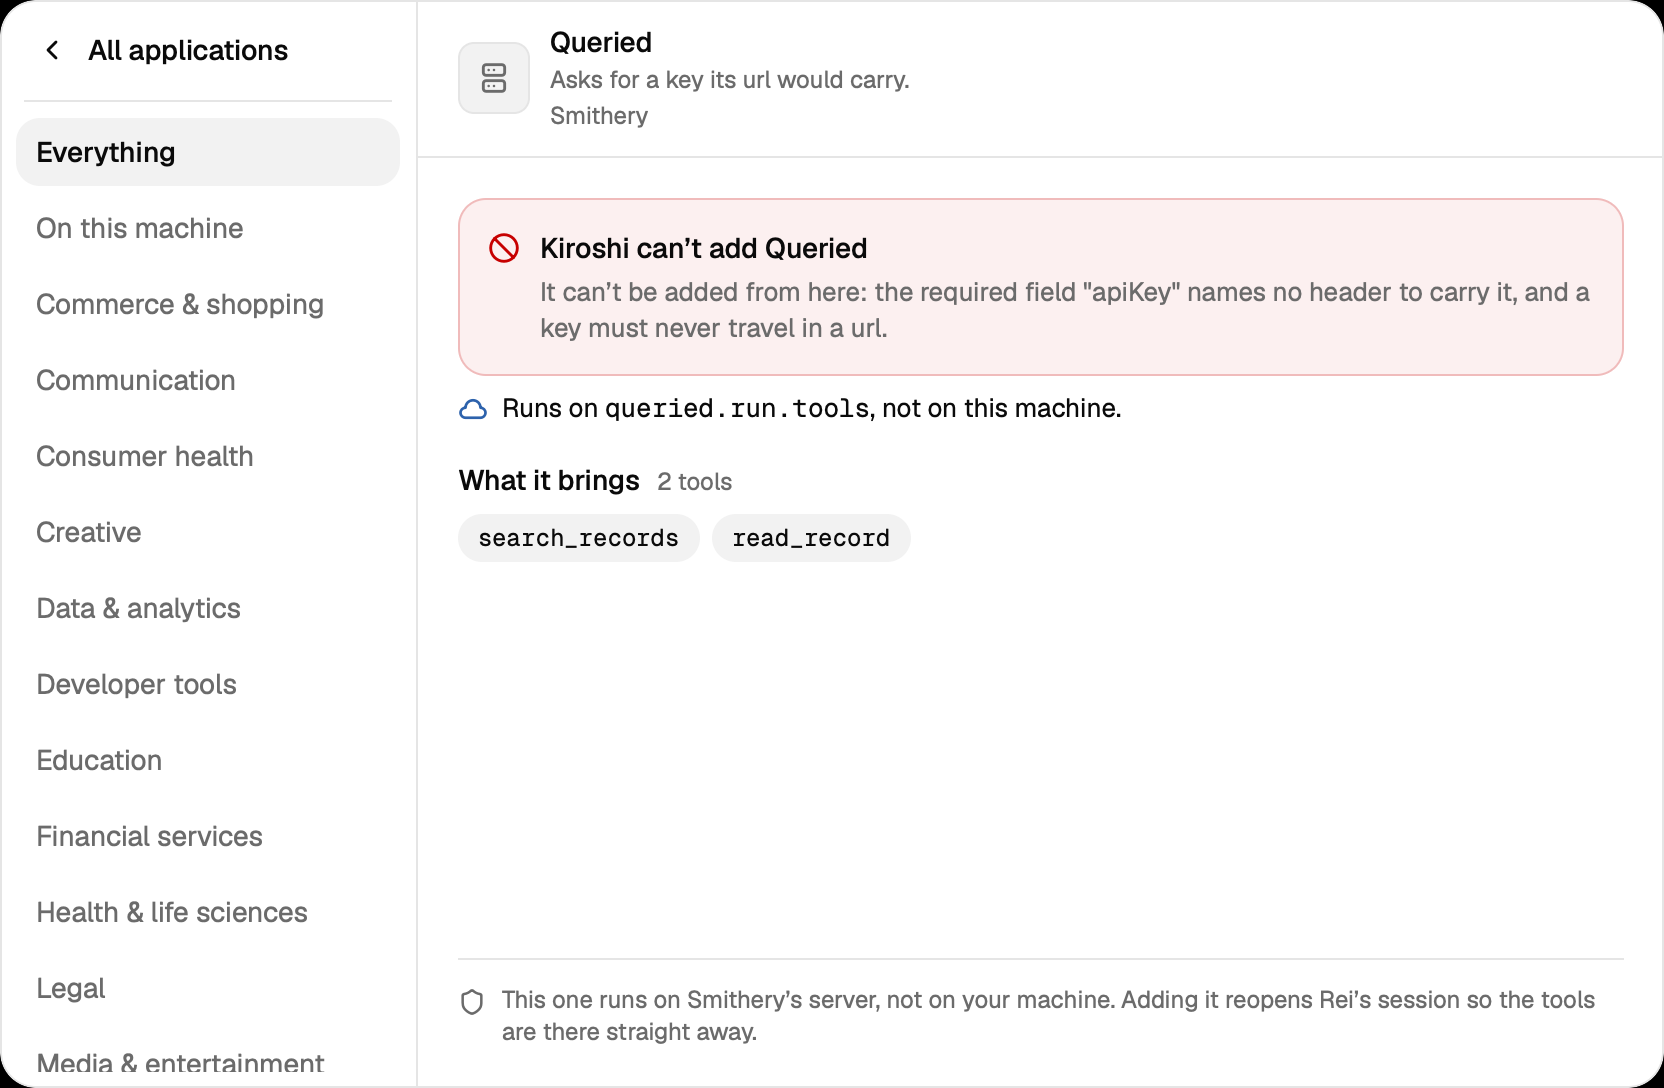 All applications
Everything
On this machine
Commerce & shopping
Communication
Consumer health
Creative
Data & analytics
Developer tools
Education
Financial services
Health & life sciences
Legal
Media & entertainment
Queried
Asks for a key its url would carry.
Smithery
Kiroshi can’t add Queried
It can’t be added from here: the required field "apiKey" names no header to carry it, and a
key must never travel in a url.
Runs on queried.run.tools, not on this machine.
What it brings 2 tools
search_records read_record
This one runs on Smithery’s server, not on your machine. Adding it reopens Rei’s session so the tools
are there straight away.